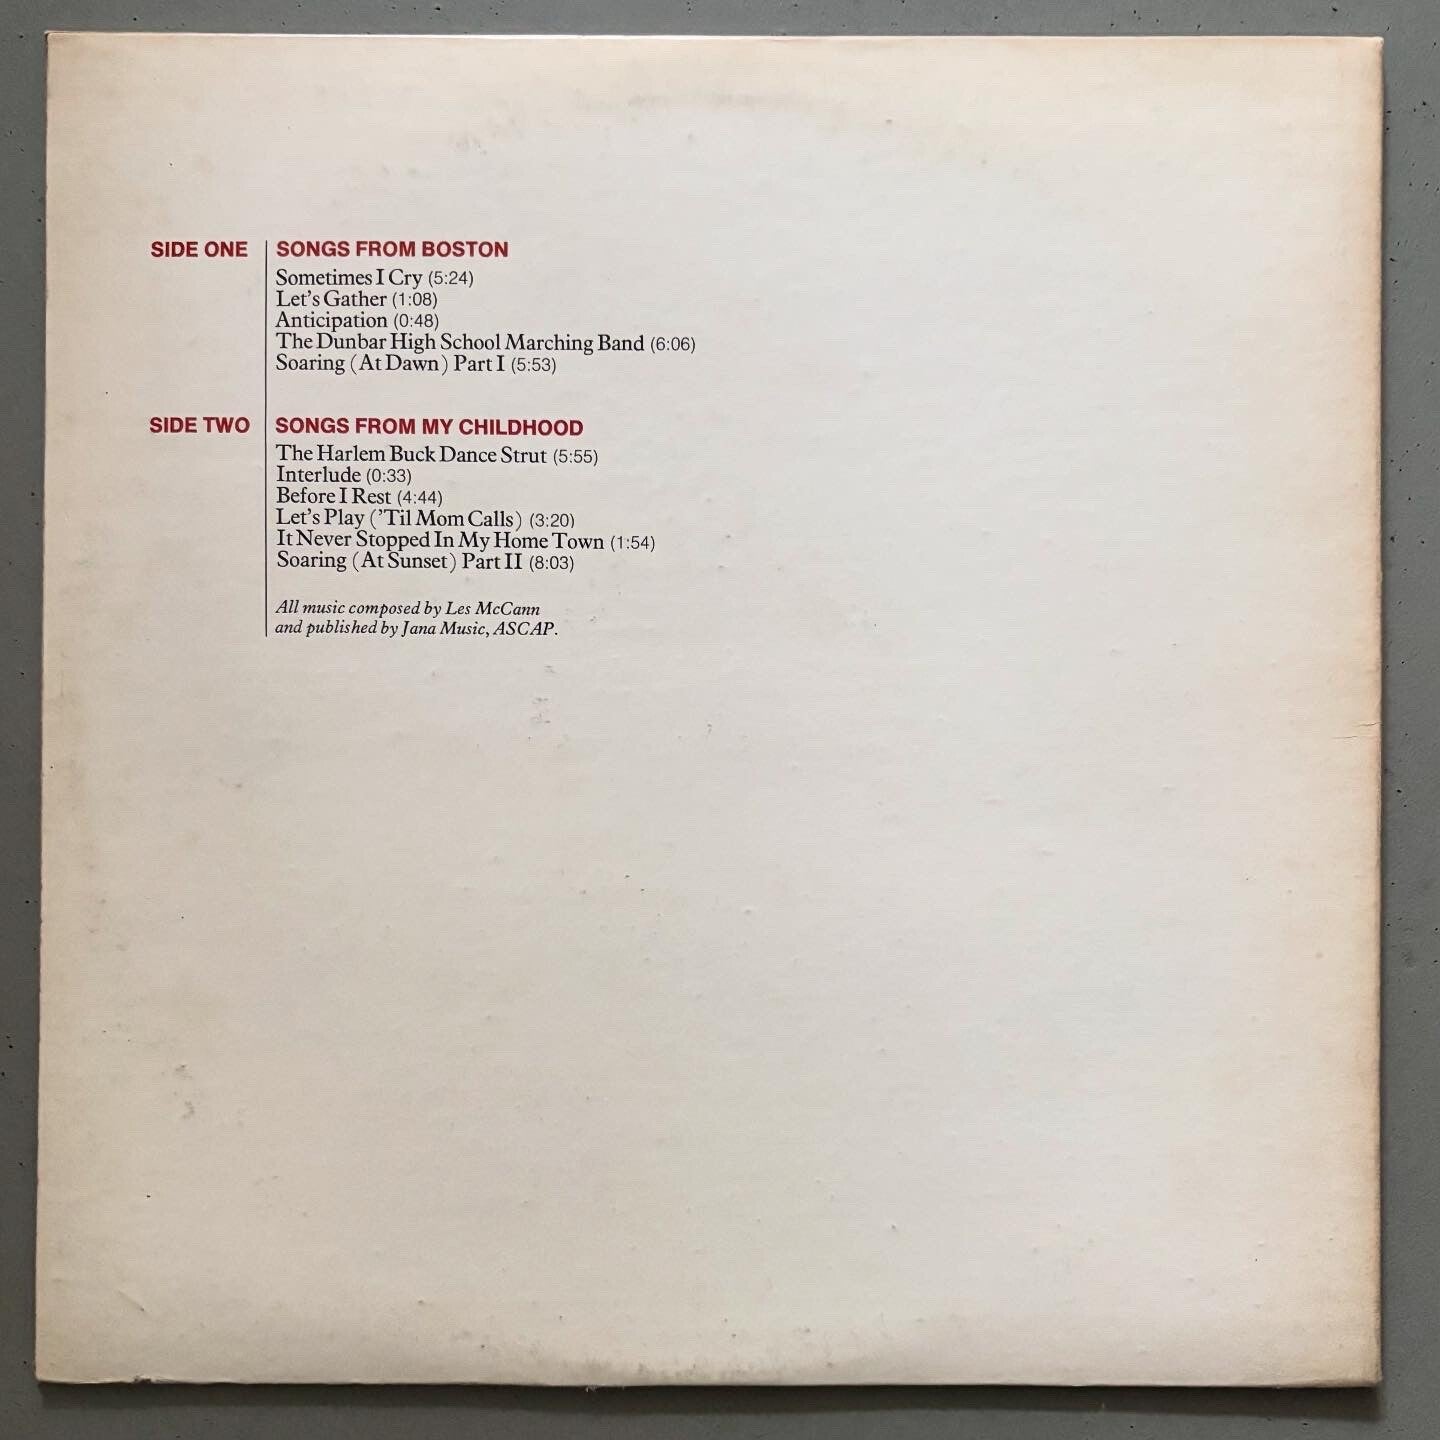 SIDE ONE SONGS FROM BOSTON
Sometimes I Cry (5:24)
Let's Gather (1:08)
Anticipation (0:48)
The Dunbar High School Marching Band (6:06)
Soaring (At Dawn) Part I (5:53)
SIDE TWO SONGS FROM MY CHILDHOOD
The Harlem Buck Dance Strut (5:55)
Interlude (0:33)
Before I Rest (4:44)
Let's Play ('Til Mom Calls) (3:20)
It Never Stopped In My Home Town (1:54)
Soaring (At Sunset) Part II (8:03)
All music composed by Les McCann
and published by Jana Music, ASCAP.